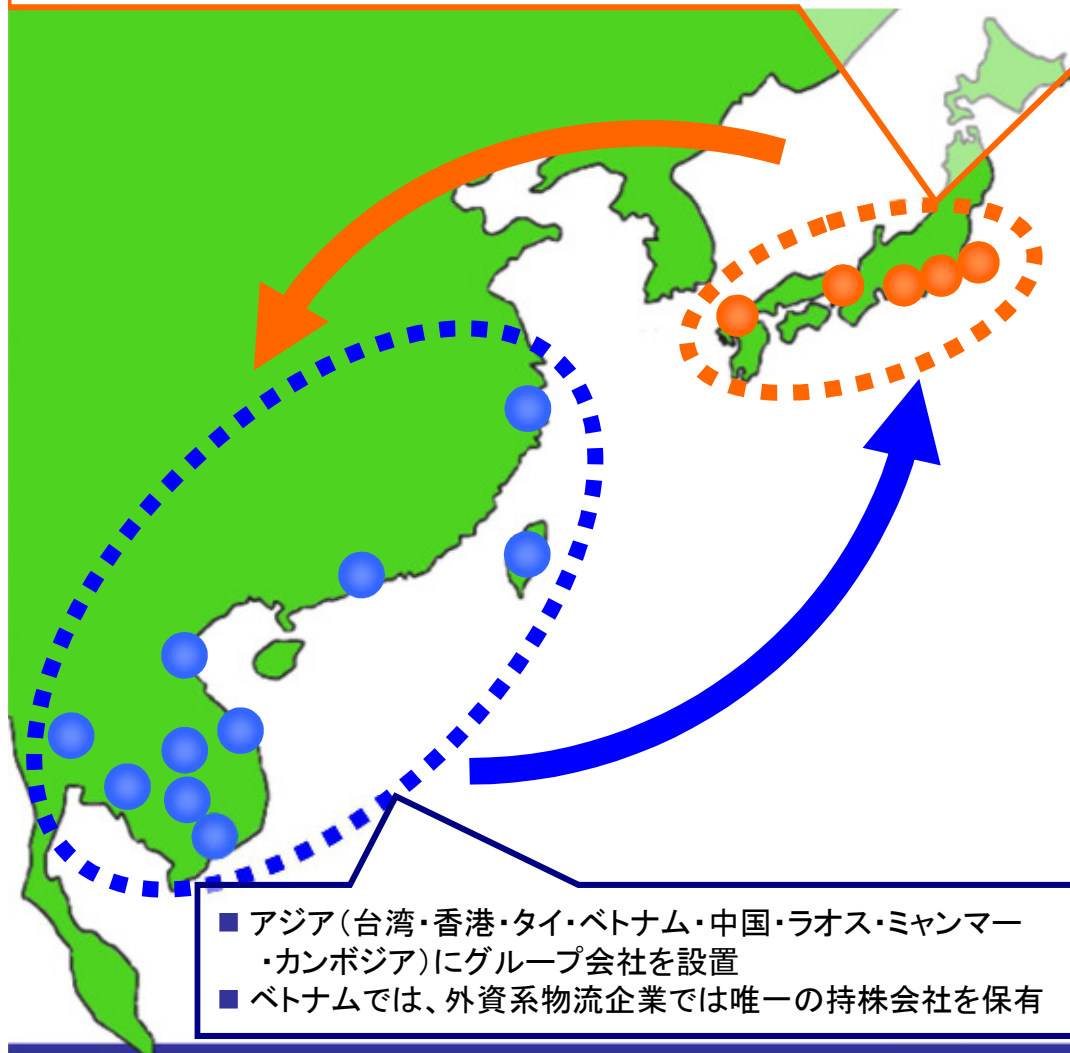 ■ アジア（台湾・香港・タイ・ベトナム・中国・ラオス・ミャンマー
・カンボジア）にグループ会社を設置
■ ベトナムでは、外資系物流企業では唯一の持株会社を保有